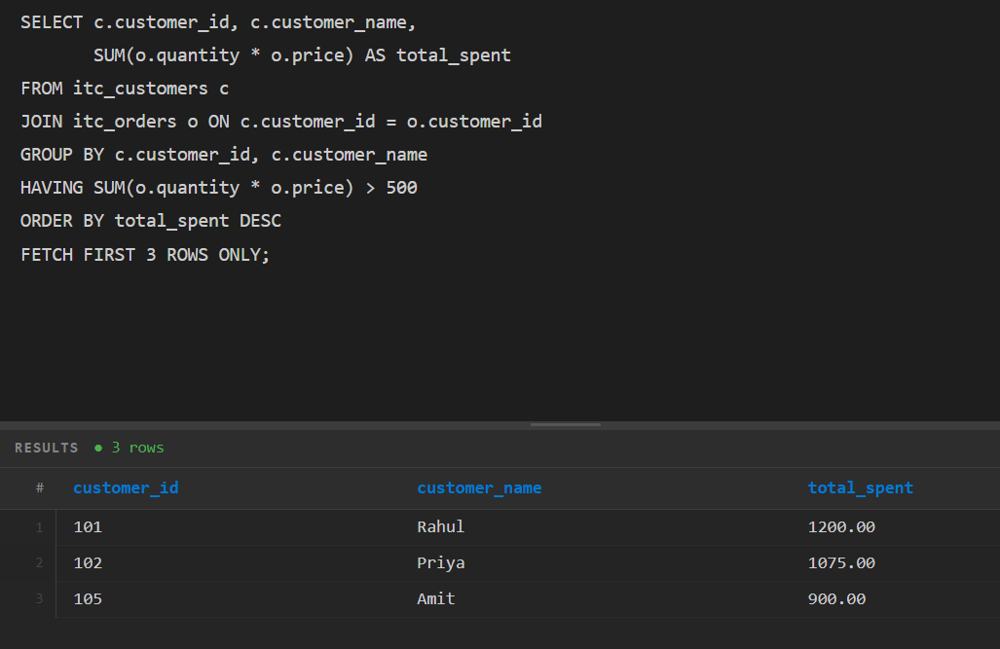 SELECT c.customer_id, c.customer_name,
       SUM(o.quantity * o.price) AS total_spent
FROM itc_customers c
JOIN itc_orders o ON c.customer_id = o.customer_id
GROUP BY c.customer_id, c.customer_name
HAVING SUM(o.quantity * o.price) > 500
ORDER BY total_spent DESC
FETCH FIRST 3 ROWS ONLY;
RESULTS ● 3 rows
# customer_id customer_name total_spent
1 101 Rahul 1200.00
2 102 Priya 1075.00
3 105 Amit 900.00